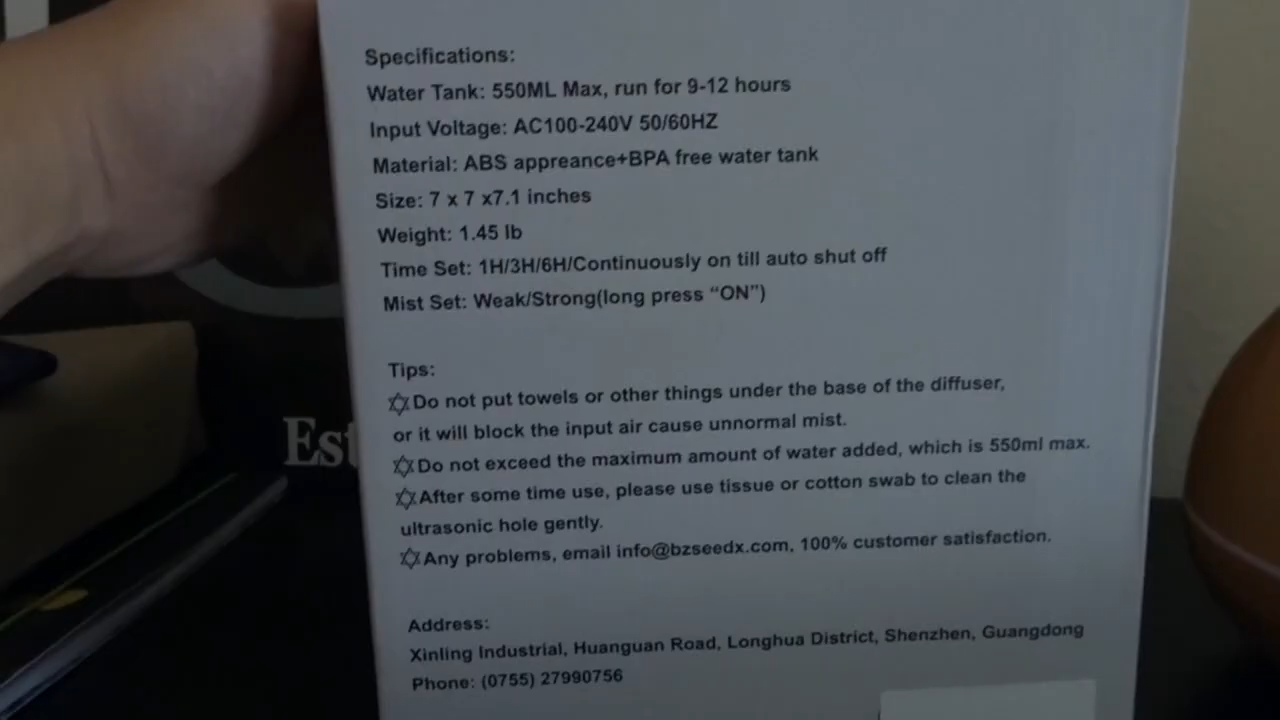 Specifications:
Water Tank: 550ML Max, run for 9-12 hours
Input Voltage: AC100-240V 50/60HZ
Material: ABS appreance+BPA free water tank
Size: 7 x 7 x7.1 inches
Weight: 1.45 lb
Time Set: 1H/3H/6H/Continuously on till auto shut off
Mist Set: Weak/Strong(long press “ON”)
Tips:
✡Do not put towels or other things under the base of the diffuser,
or it will block the input air cause unnormal mist.
✡Do not exceed the maximum amount of water added, which is 550ml max.
✡After some time use, please use tissue or cotton swab to clean the
ultrasonic hole gently.
✡Any problems, email info@bzseedx.com, 100% customer satisfaction.
Address:
Xinling Industrial, Huanguan Road, Longhua District, Shenzhen, Guangdong
Phone: (0755) 27990756
Est